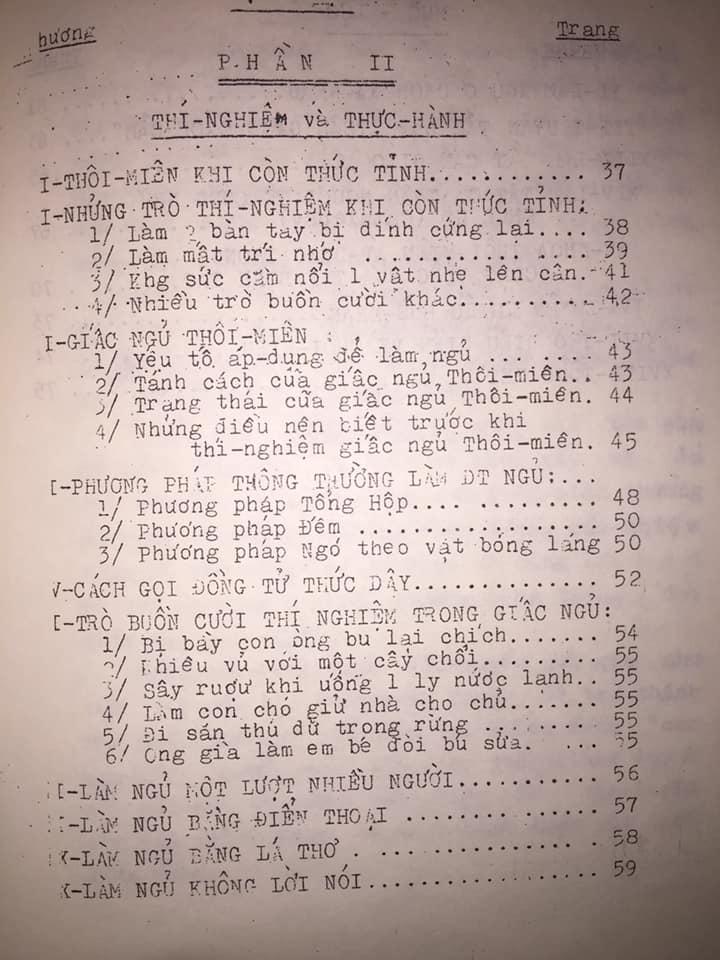 hương Trang
PHẦN II
THÍ-NGHIỆM và THỰC-HÀNH
I-THÔI-MIÊN KHI CÒN THỨC TỈNH............ 37
I-NHỬNG TRÒ THÍ-NGHIỆM KHI CÒN THỨC TỈNH:
1/ Làm 2 bàn tay bị dính cứng lại.... 38
2/ Làm mất trí nhớ ............ .... 39
3/ Khg sức cầm nổi 1 vật nhẹ lên cân. 41
4/ Nhiều trò buồn cười khác.......... 42
I-GIẤC NGỦ THÔI-MIÊN :
1/ Yếu tố áp-dụng để làm ngủ ... .... 43
2/ Tánh cách của giấc ngủ Thôi-miên.. 43
3/ Trạng thái của giấc ngủ Thôi-miên. 44
4/ Nhứng điều nên biết trước khi
thí-nghiệm giấc ngủ Thôi-miên. 45
I-PHƯƠNG PHÁP THÔNG THƯỜNG LÀM ĐT NGỦ:...
1/ Phương pháp Tổng Hộp.... ......... 48
2/ Phương pháp Đếm .................. 50
3/ Phương pháp Ngó theo vật bóng láng 50
V-CÁCH GỌI ĐỒNG TỬ THỨC DẬY.............. 52
I-TRÒ BUỒN CƯỜI THÍ NGHIỆM TRONG GIẤC NGỦ:
1/ Bị bầy con ong bu lại chích....... 54
2/ Khiêu vủ với một cây chổi......... 55
3/ Sây rượu khi uống 1 ly nước lạnh.. 55
4/ Làm con chó giử nhà cho chủ....... 55
5/ Đi săn thú dử trong rừng ........ 55
6/ Ong già làm em bé đòi bú sửa. ... 55
I-LÀM NGỦ MỘT LƯỢT NHIỀU NGƯỜI........... 56
I-LÀM NGỦ BẰNG ĐIỂN THOẠI .............. 57
X-LÀM NGỦ BẰNG LÁ THƠ . ............... 58
X-LÀM NGỦ KHÔNG LỜI NÓI.................. 59